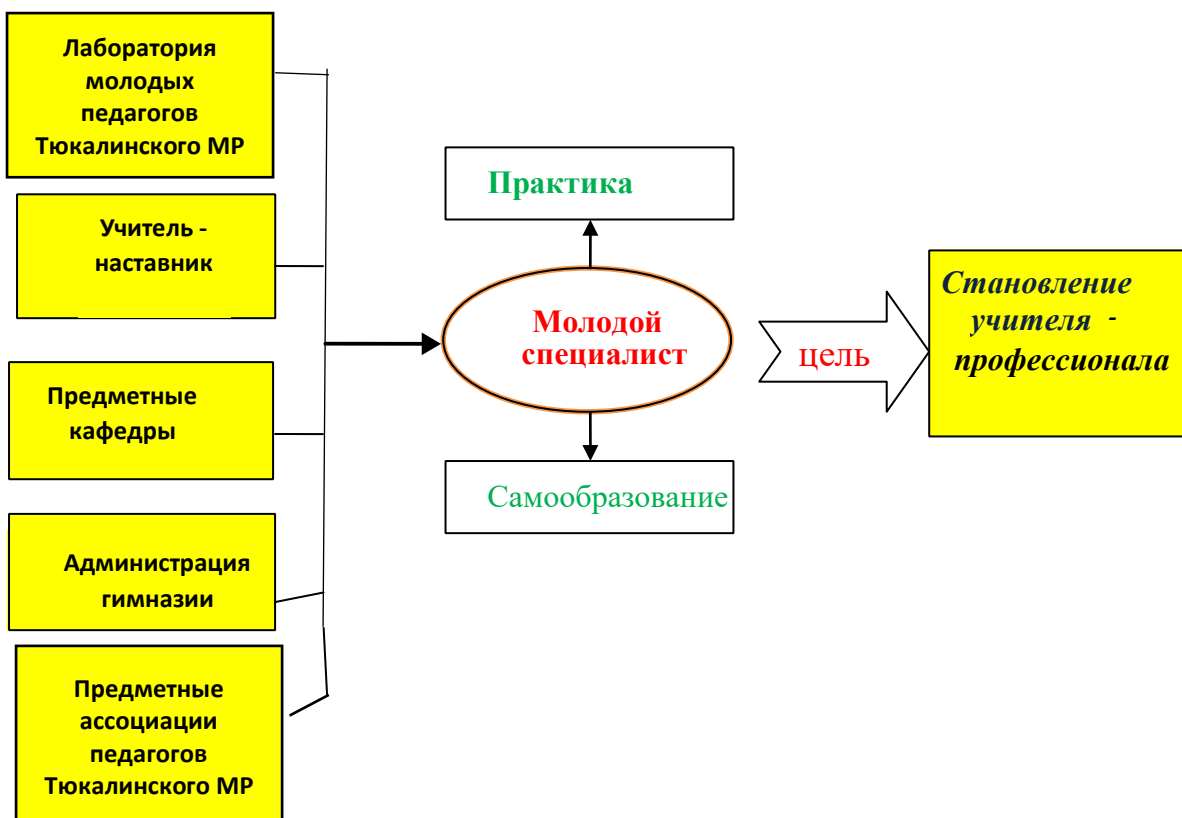 Лаборатория
молодых
педагогов
Тюкалинского МР
Учитель -
наставник
Предметные
кафедры
Администрация
гимназии
Предметные
ассоциации
педагогов
Тюкалинского МР
Практика
Молодой
специалист
Самообразование
цель
Становление
учителя -
профессионала